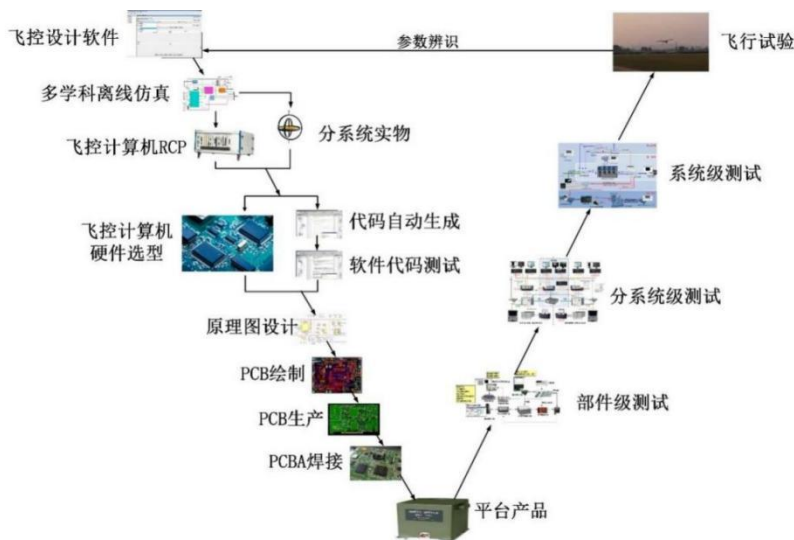 飞控设计软件
参数辨识
飞行试验
多学科离线仿真
飞控计算机RCP
分系统实物
系统级测试
飞控计算机
硬件选型
代码自动生成
软件代码测试
分系统级测试
原理图设计
PCB绘制
部件级测试
PCB生产
PCBA焊接
平台产品